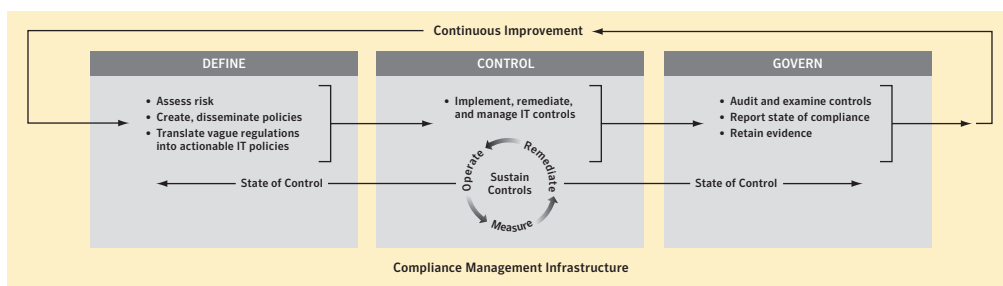 Continuous Improvement
DEFINE
• Assess risk
• Create, disseminate policies
• Translate vague regulations
into actionable IT policies
CONTROL
• Implement, remediate,
and manage IT controls
GOVERN
• Audit and examine controls
• Report state of compliance
• Retain evidence
State of Control
Operate
Remediate
Measure
Sustain
Controls
State of Control
Compliance Management Infrastructure